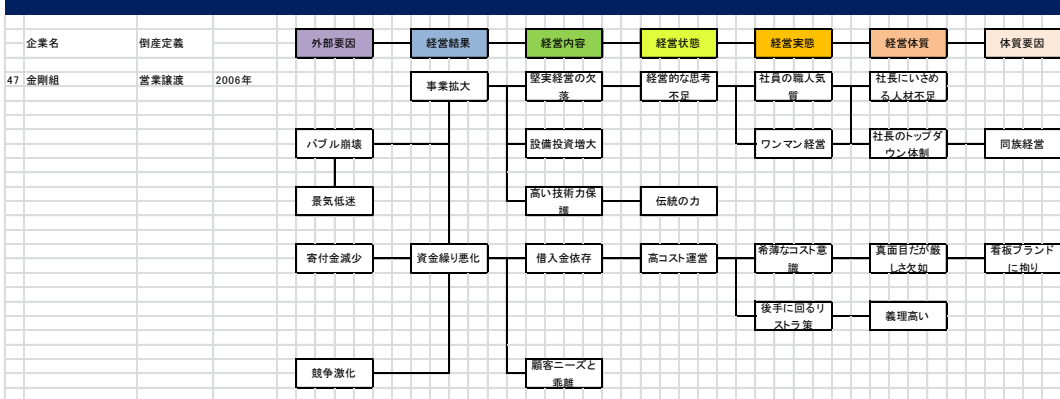 企業名 倒産定義 外部要因 経営結果 経営内容 経営状態 経営実態 経営体質 体質要因
47 金剛組 営業譲渡 2006年 事業拡大 堅実経営の欠落 経営的な思考不足 社員の職人気質 社長にいさめる人材不足
バブル崩壊 設備投資増大 ワンマン経営 社長のトップダウン体制 同族経営
景気低迷 高い技術力保護 伝統の力
寄付金減少 資金繰り悪化 借入金依存 高コスト運営 希薄なコスト意識 真面目だが厳しさ欠如 看板ブランドに拘り
後手に回るリストラ策 義理高い
競争激化 顧客ニーズと乖離